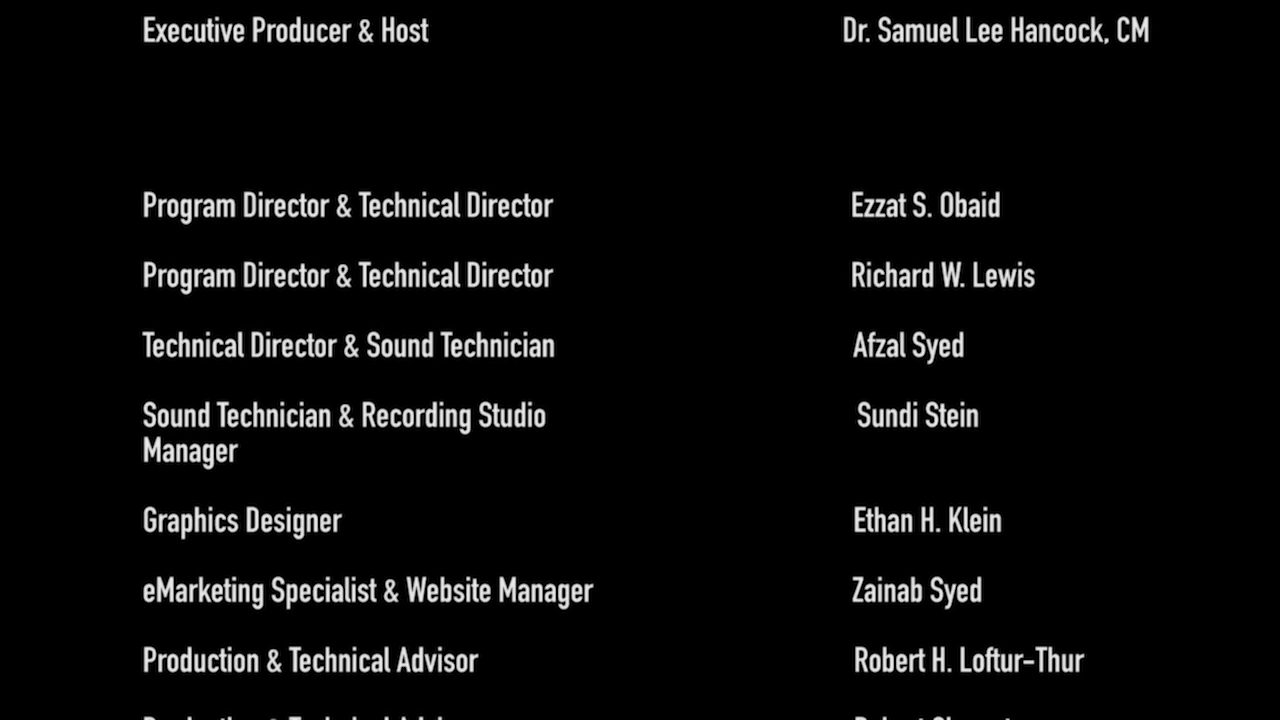 Executive Producer & Host Dr. Samuel Lee Hancock, CM
Program Director & Technical Director Ezzat S. Obaid
Program Director & Technical Director Richard W. Lewis
Technical Director & Sound Technician Afzal Syed
Sound Technician & Recording Studio Sundi Stein
Manager
Graphics Designer Ethan H. Klein
eMarketing Specialist & Website Manager Zainab Syed
Production & Technical Advisor Robert H. Loftur-Thur